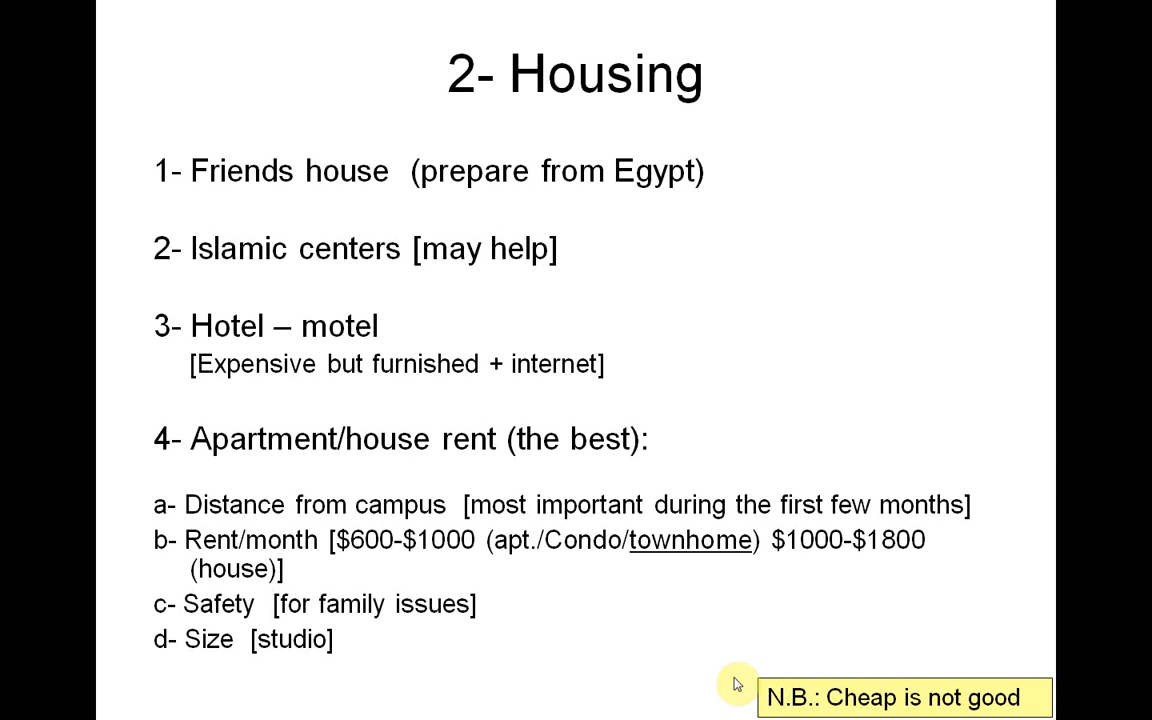 2- Housing
1- Friends house (prepare from Egypt)
2- Islamic centers [may help]
3- Hotel – motel
[Expensive but furnished + internet]
4- Apartment/house rent (the best):
a- Distance from campus [most important during the first few months]
b- Rent/month [$600-$1000 (apt./Condo/townhome) $1000-$1800
(house)]
c- Safety [for family issues]
d- Size [studio]
N.B.: Cheap is not good